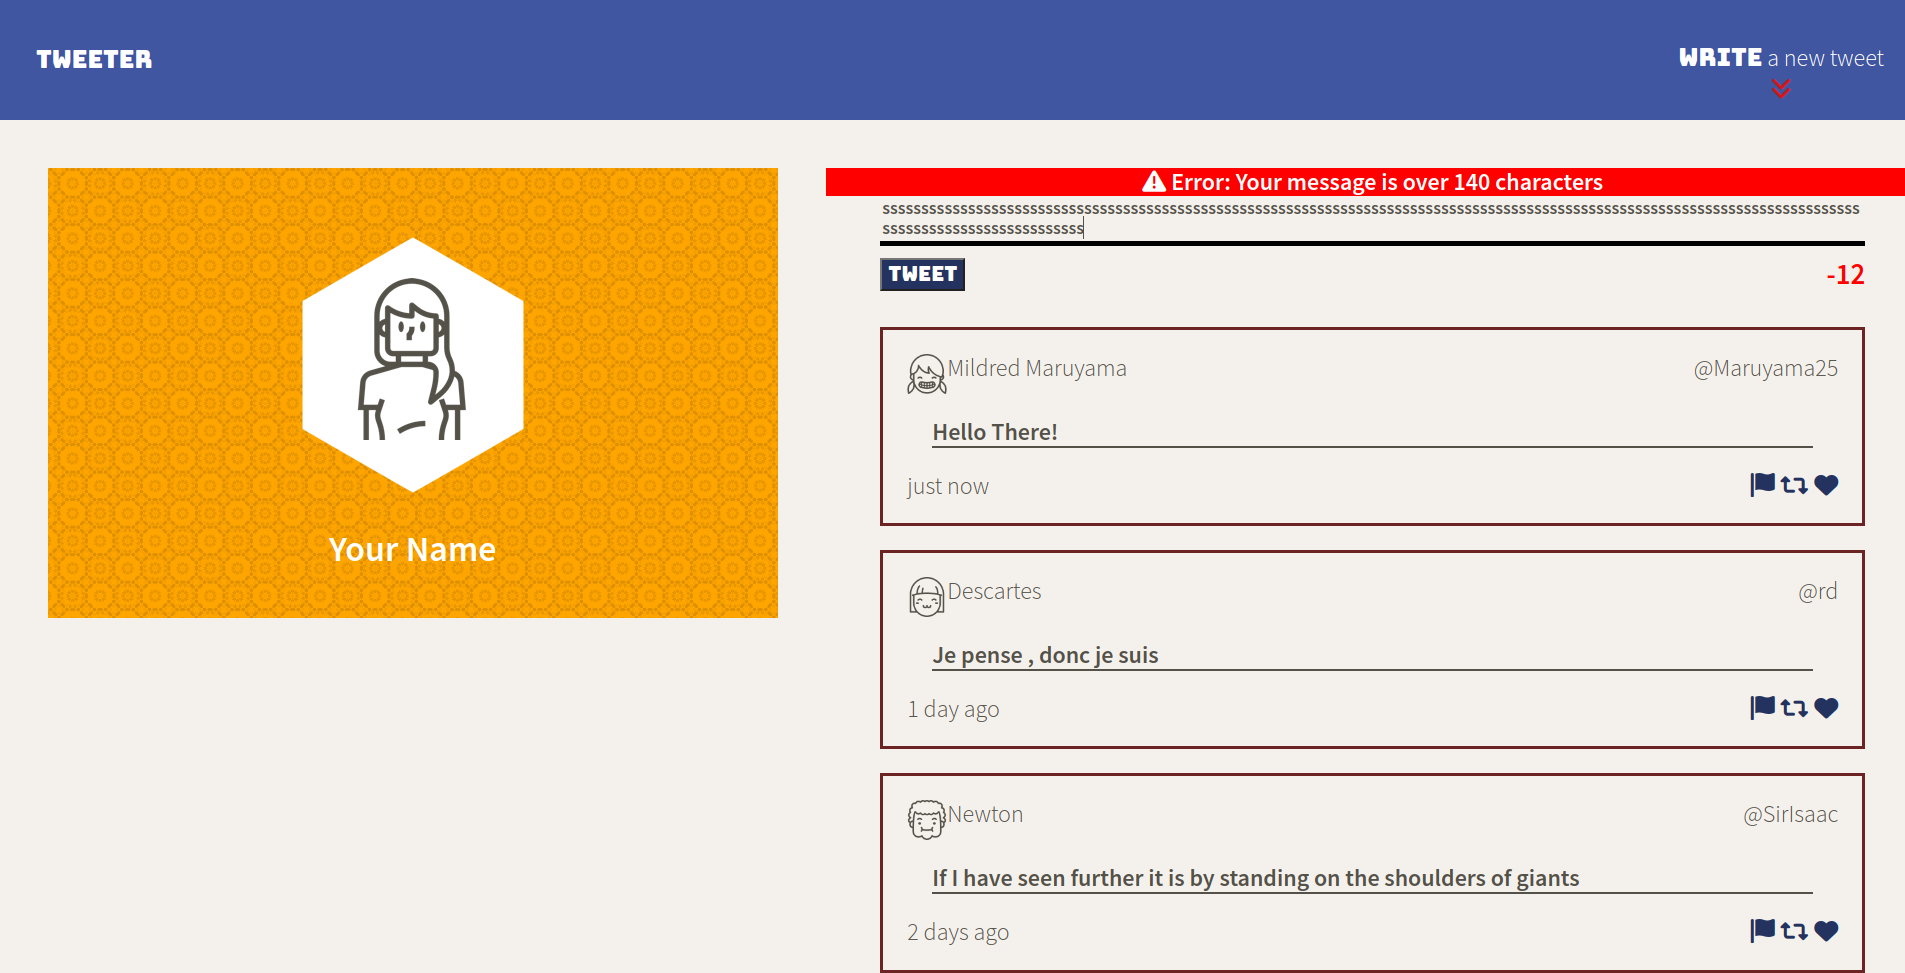 TWEETER
WRITE a new tweet
Error: Your message is over 140 characters
ssssssssssssssssssssssssssssssssssssssssssssssssssssssssssssssssssssssssssssssssssssssssssssssssssssssssssssssssssssssssssssss
ssssssssssssssssssssssssss
TWEET
-12
Your Name
Mildred Maruyama
@Maruyama25
Hello There!
just now
Descartes
@rd
Je pense , donc je suis
1 day ago
Newton
@SirIsaac
If I have seen further it is by standing on the shoulders of giants
2 days ago